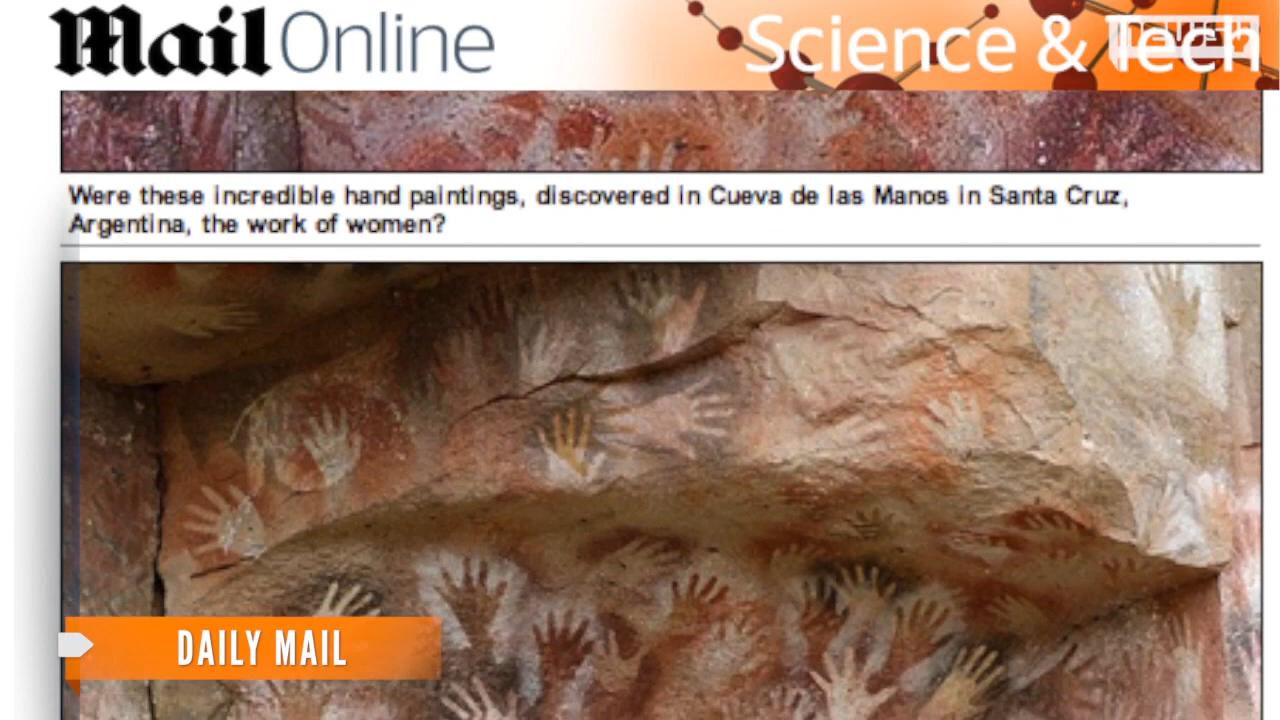 Mail Online
Science & Tech
Were these incredible hand paintings, discovered in Cueva de las Manos in Santa Cruz,
Argentina, the work of women?
DAILY MAIL